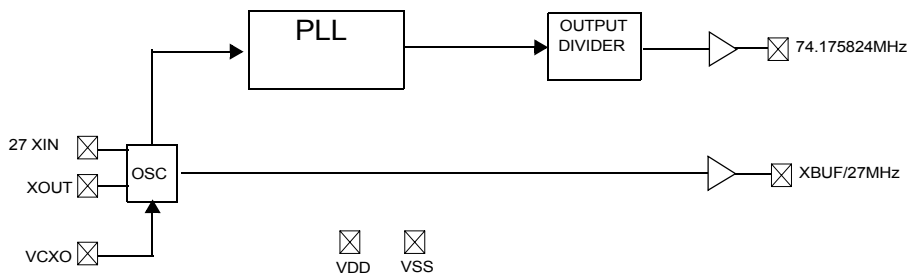 PLL
OUTPUT
DIVIDER
74.175824MHz
27 XIN
OSC
XOUT
XBUF/27MHz
VCXO
VDD
VSS